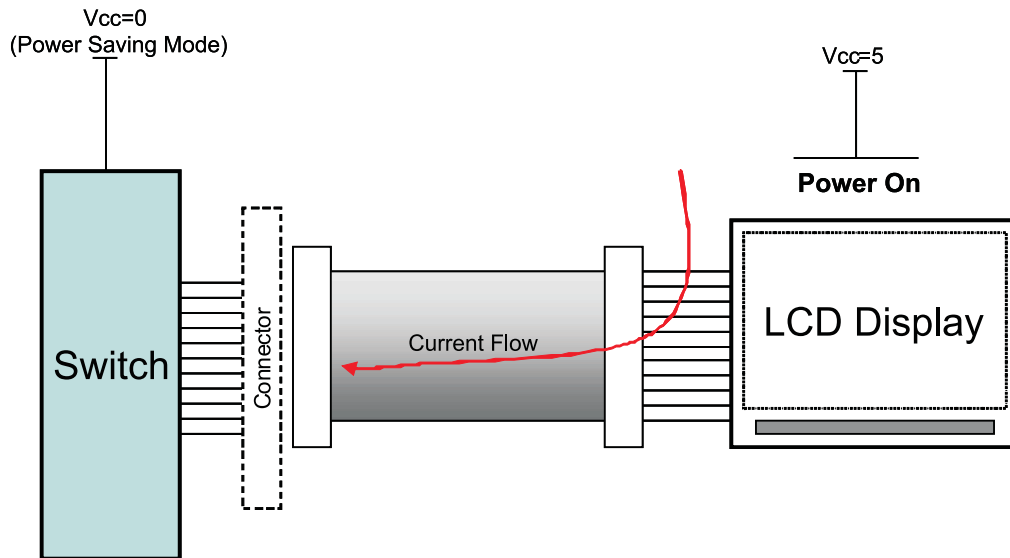 Vcc=0
(Power Saving Mode)
Vcc=5
Power On
Switch
Connector
Current Flow
LCD Display